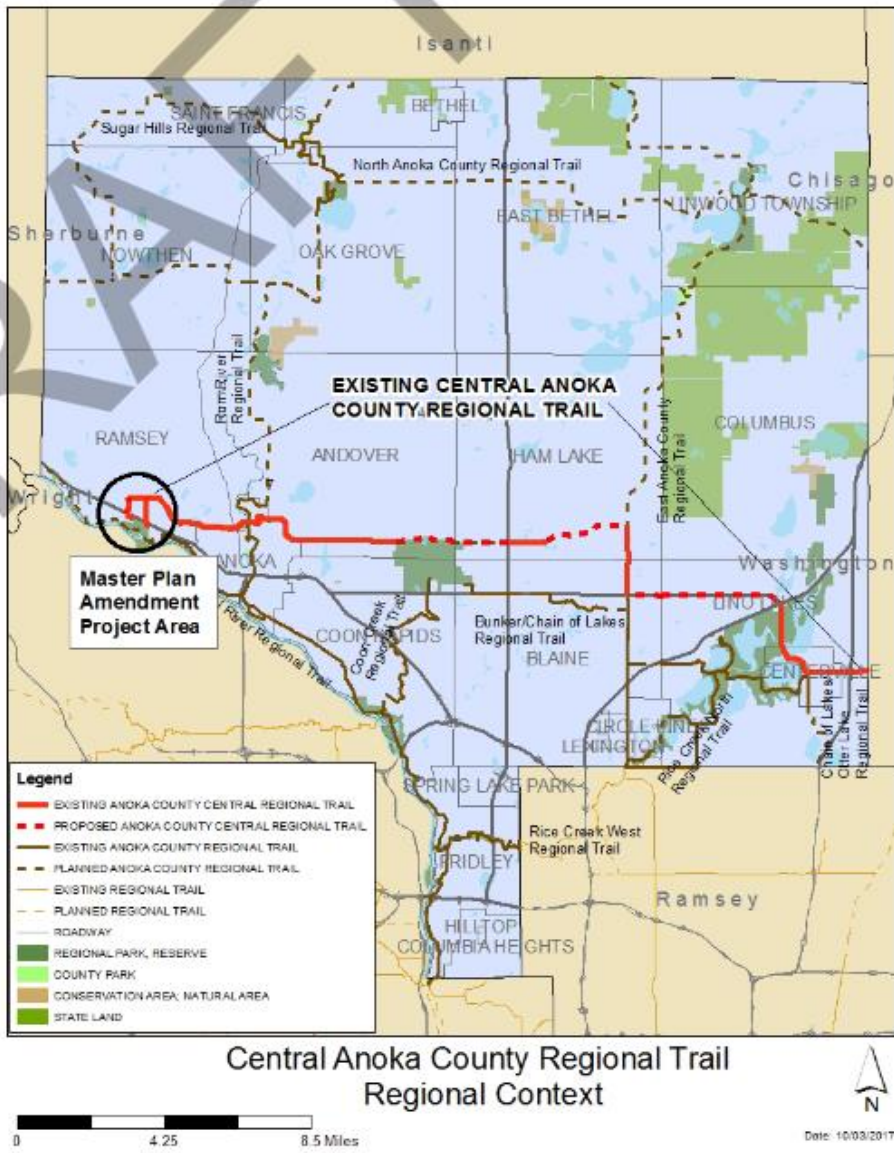 DRAFT
Isanti
BETHEL
SAINT FRANCIS
Sugar Hills Regional Trail
North Anoka County Regional Trail
Chisago
LINWOOD TOWNSHIP
EAST BETHEL
Sherburne
NOWTHEN
OAK GROVE
Rum River
Regional Trail
EXISTING CENTRAL ANOKA
COUNTY REGIONAL TRAIL
COLUMBUS
RAMSEY
ANDOVER
HAM LAKE
East Anoka County
Regional Trail
Wright
ANOKA
Washington
Master Plan
Amendment
Project Area
LINO LAKES
Bunker/Chain of Lakes
Regional Trail
COON RAPIDS
Coon Creek
Regional Trail
BLAINE
CENTERVILLE
River Regional Trail
CIRCLE PINES
LEXINGTON
Rice Creek North
Regional Trail
Chain of Lakes/
Otter Lake
Regional Trail
SPRING LAKE PARK
Rice Creek West
Regional Trail
FRIDLEY
Ramsey
HILLTOP
COLUMBIA HEIGHTS
Legend
EXISTING ANOKA COUNTY CENTRAL REGIONAL TRAIL
PROPOSED ANOKA COUNTY CENTRAL REGIONAL TRAIL
EXISTING ANOKA COUNTY REGIONAL TRAIL
PLANNED ANOKA COUNTY REGIONAL TRAIL
EXISTING REGIONAL TRAIL
PLANNED REGIONAL TRAIL
ROADWAY
REGIONAL PARK, RESERVE
COUNTY PARK
CONSERVATION AREA; NATURAL AREA
STATE LAND
Central Anoka County Regional Trail
Regional Context
N
0 4.25 8.5 Miles
Date: 10/03/2017